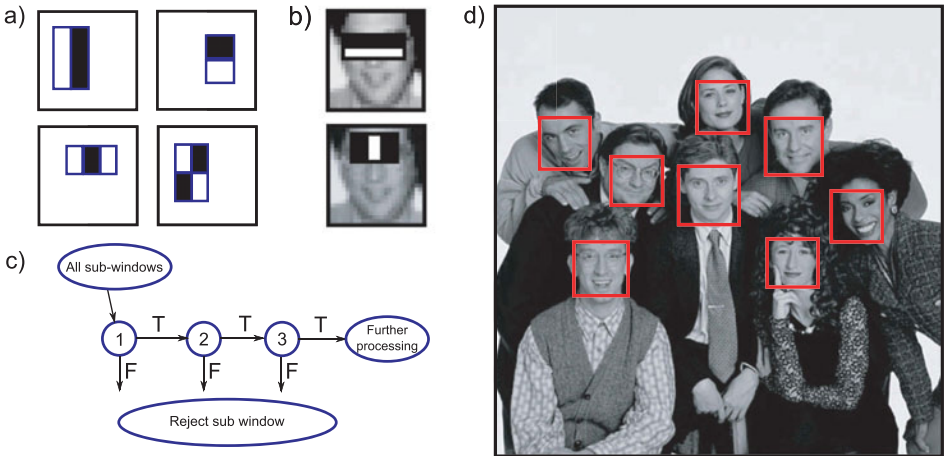 a)
b)
c)
All sub-windows
1
T
2
T
3
T
Further
processing
F
F
F
Reject sub window
d)